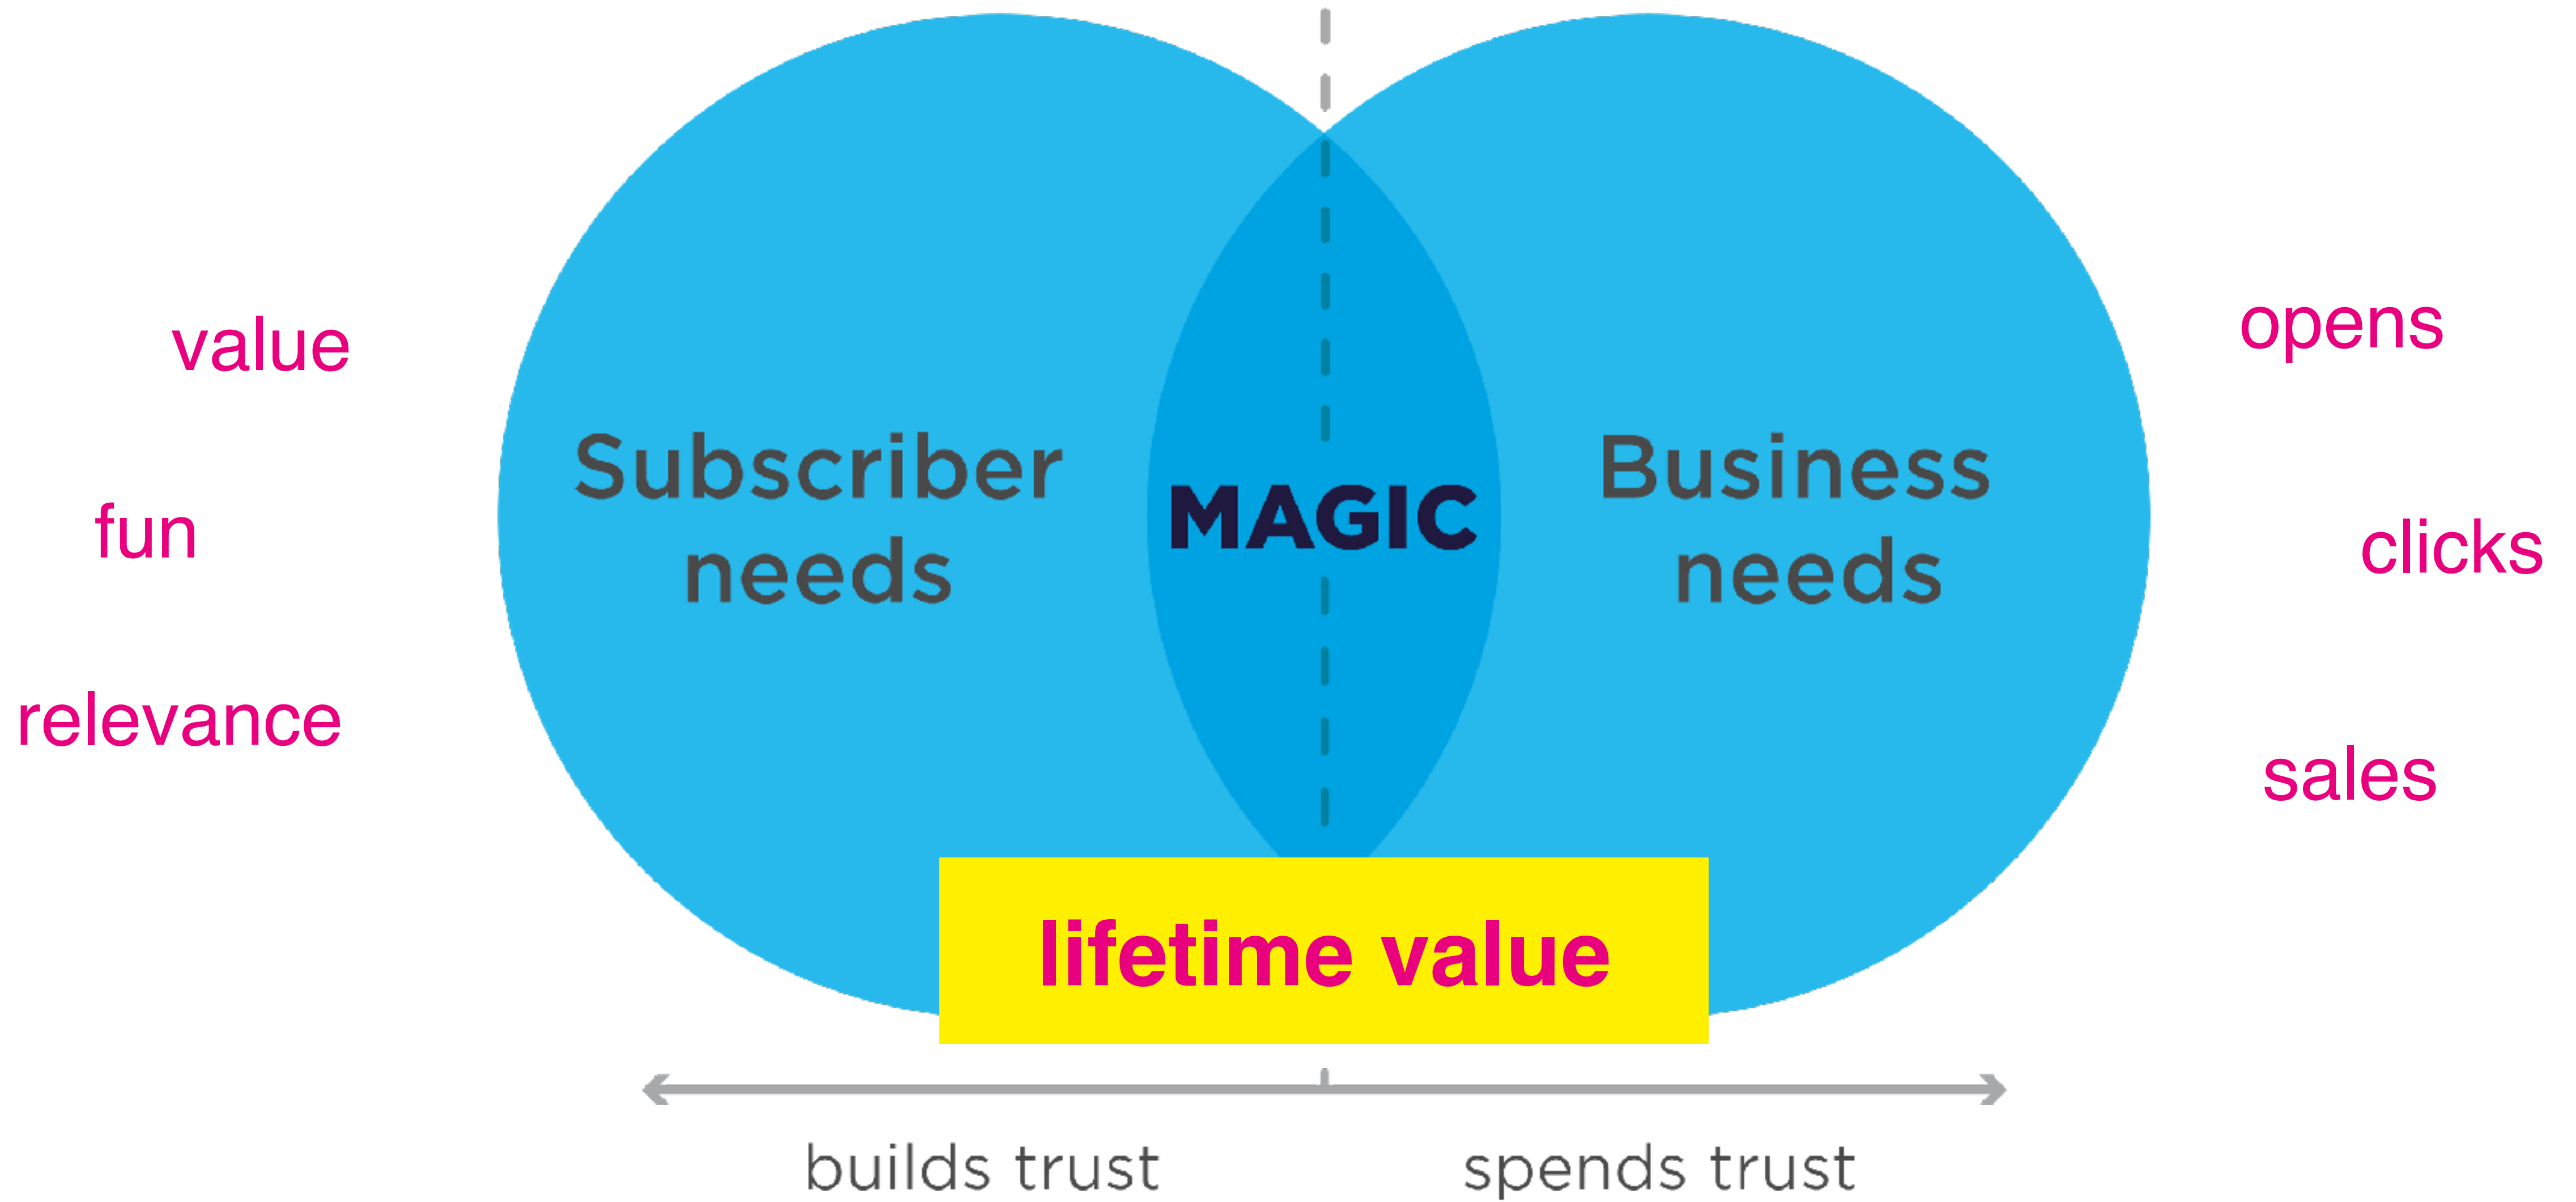 value
fun
relevance
Subscriber
needs
MAGIC
Business
needs
opens
clicks
sales
lifetime value
builds trust
spends trust